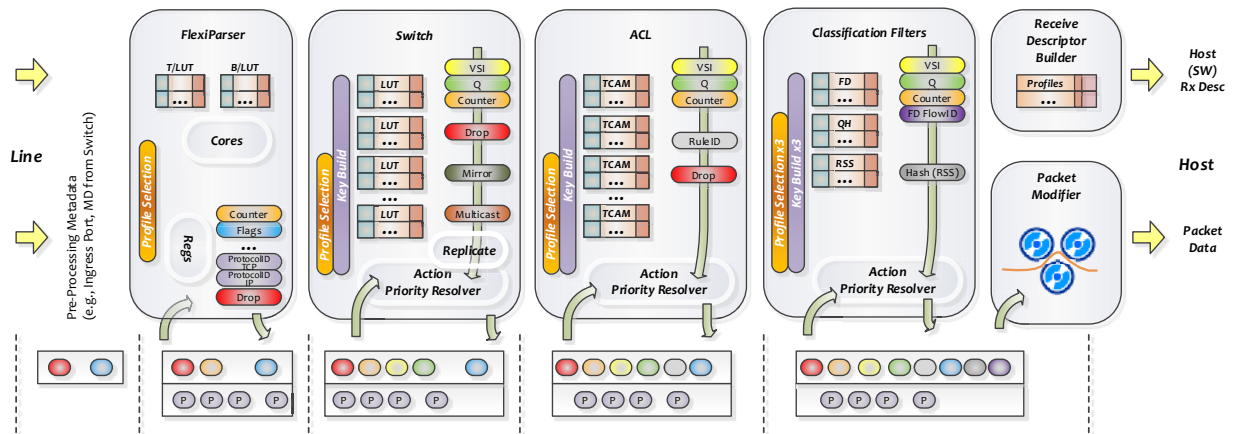 Line
Pre-Processing Metadata
(e.g., Ingress Port, MD from Switch)
FlexiParser
T/LUT
B/LUT
...
...
Cores
Profile Selection
Regs
Counter
Flags
...
ProtocolID
TCP
ProtocolID
IP
Drop
Switch
Profile Selection
Key Build
LUT
...
LUT
...
LUT
...
...
LUT
...
VSI
Q
Counter
Drop
Mirror
Multicast
Replicate
Action
Priority Resolver
ACL
Profile Selection
Key Build
TCAM
...
TCAM
...
TCAM
...
...
TCAM
...
VSI
Q
Counter
RuleID
Drop
Action
Priority Resolver
Classification Filters
Profile Selection x3
Key Build x3
FD
...
QH
...
RSS
...
VSI
Q
Counter
FD FlowID
Hash (RSS)
Action
Priority Resolver
Receive
Descriptor
Builder
Profiles
...
Packet
Modifier
Host
(SW)
Rx Desc
Host
Packet
Data
P P P P
P P P P
P P P P
P P P P